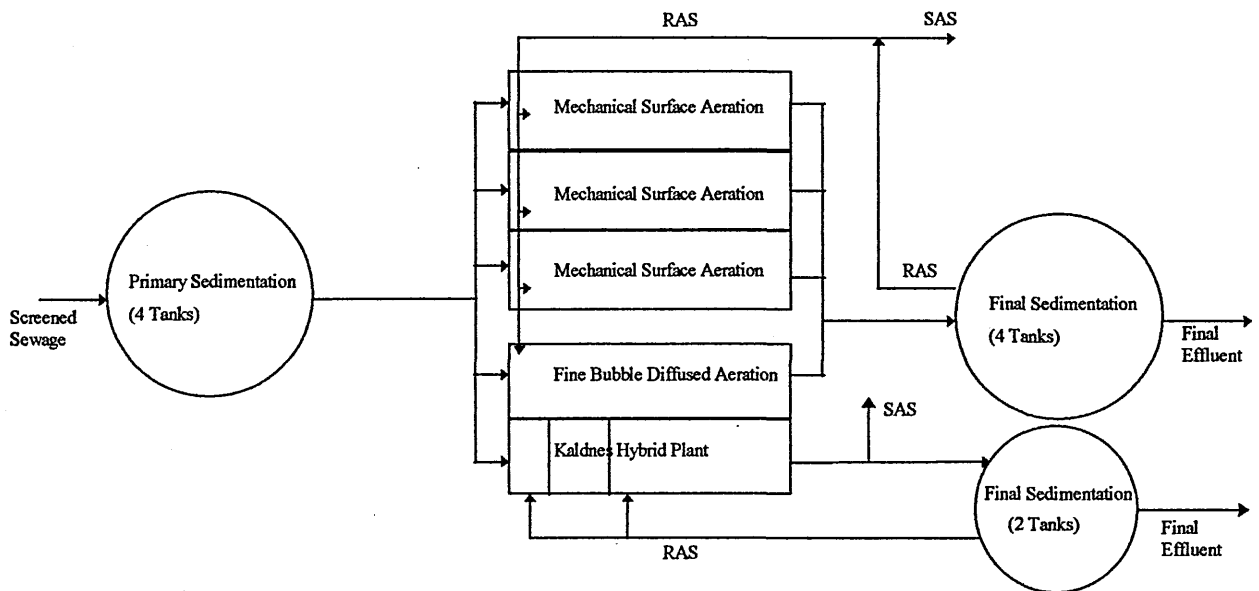 RAS
SAS
Mechanical Surface Aeration
Mechanical Surface Aeration
Mechanical Surface Aeration
Primary Sedimentation
(4 Tanks)
Screened
Sewage
RAS
Final Sedimentation
(4 Tanks)
Final
Effluent
Fine Bubble Diffused Aeration
SAS
Kaldnes Hybrid Plant
Final Sedimentation
(2 Tanks)
Final
Effluent
RAS